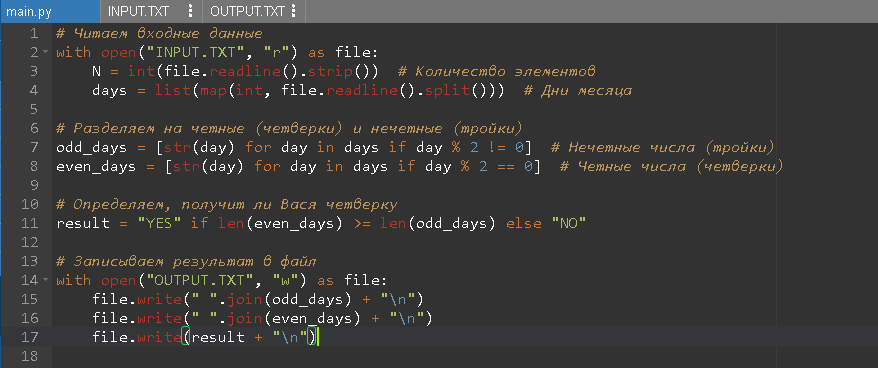 main.py INPUT.TXT ⋮ OUTPUT.TXT ⋮
1 # Читаем входные данные
2 with open("INPUT.TXT", "r") as file:
3     N = int(file.readline().strip())  # Количество элементов
4     days = list(map(int, file.readline().split()))  # Дни месяца
5
6 # Разделяем на четные (четверки) и нечетные (тройки)
7 odd_days = [str(day) for day in days if day % 2 != 0]  # Нечетные числа (тройки)
8 even_days = [str(day) for day in days if day % 2 == 0]  # Четные числа (четверки)
9
10 # Определяем, получит ли Вася четверку
11 result = "YES" if len(even_days) >= len(odd_days) else "NO"
12
13 # Записываем результат в файл
14 with open("OUTPUT.TXT", "w") as file:
15     file.write(" ".join(odd_days) + "\n")
16     file.write(" ".join(even_days) + "\n")
17     file.write(result + "\n")
18